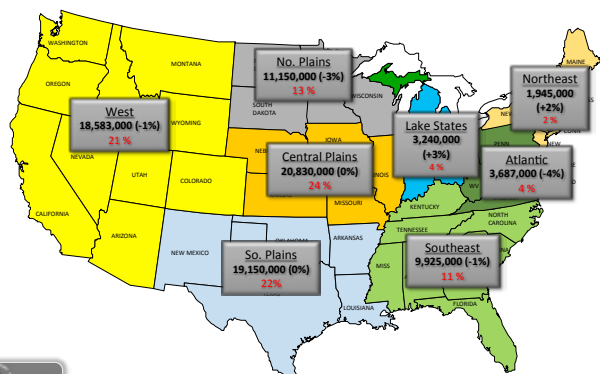 WASHINGTON
MONTANA
OREGON
MAINE
No. Plains
11,150,000 (-3%)
13 %
WISCONSIN
SOUTH
DAKOTA
Northeast
1,945,000
(+2%)
2 %
CONN
West
18,583,000 (-1%)
21 %
WYOMING
NEVADA
Lake States
3,240,000
(+3%)
4 %
NEW
PENN
IOWA
NEB
Central Plains
20,830,000 (0%)
24 %
Atlantic
3,687,000 (-4%)
4 %
WV
UTAH
COLORADO
MISSOURI
KENTUCKY
CALIFORNIA
ARIZONA
NEW MEXICO
ARKANSAS
TENNESSEE
NORTH
CAROLINA
So. Plains
19,150,000 (0%)
22%
MISS
Southeast
9,925,000 (-1%)
11 %
LOUISIANA
FLORIDA